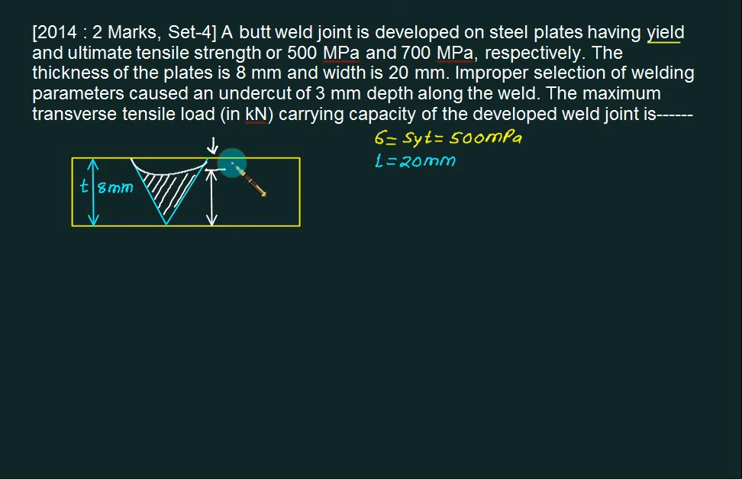 [2014 : 2 Marks, Set-4] A butt weld joint is developed on steel plates having yield
and ultimate tensile strength or 500 MPa and 700 MPa, respectively. The
thickness of the plates is 8 mm and width is 20 mm. Improper selection of welding
parameters caused an undercut of 3 mm depth along the weld. The maximum
transverse tensile load (in kN) carrying capacity of the developed weld joint is------
6= Syt= 500mPa
L=20mm
t 8mm